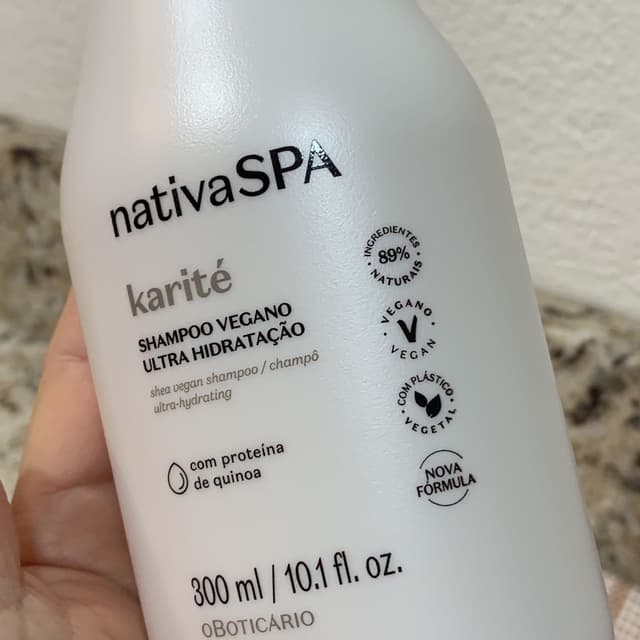 nativaSPA
karité
SHAMPOO VEGANO
ULTRA HIDRATAÇÃO
shea vegan shampoo / champô
ultra-hydrating
com proteína
de quinoa
300 ml / 10.1 fl. oz.
oBOTICÁRIO
INGREDIENTES
89%
NATURAIS
VEGANO
VEGAN
COM PLÁSTICO
VEGETAL
NOVA
FÓRMULA